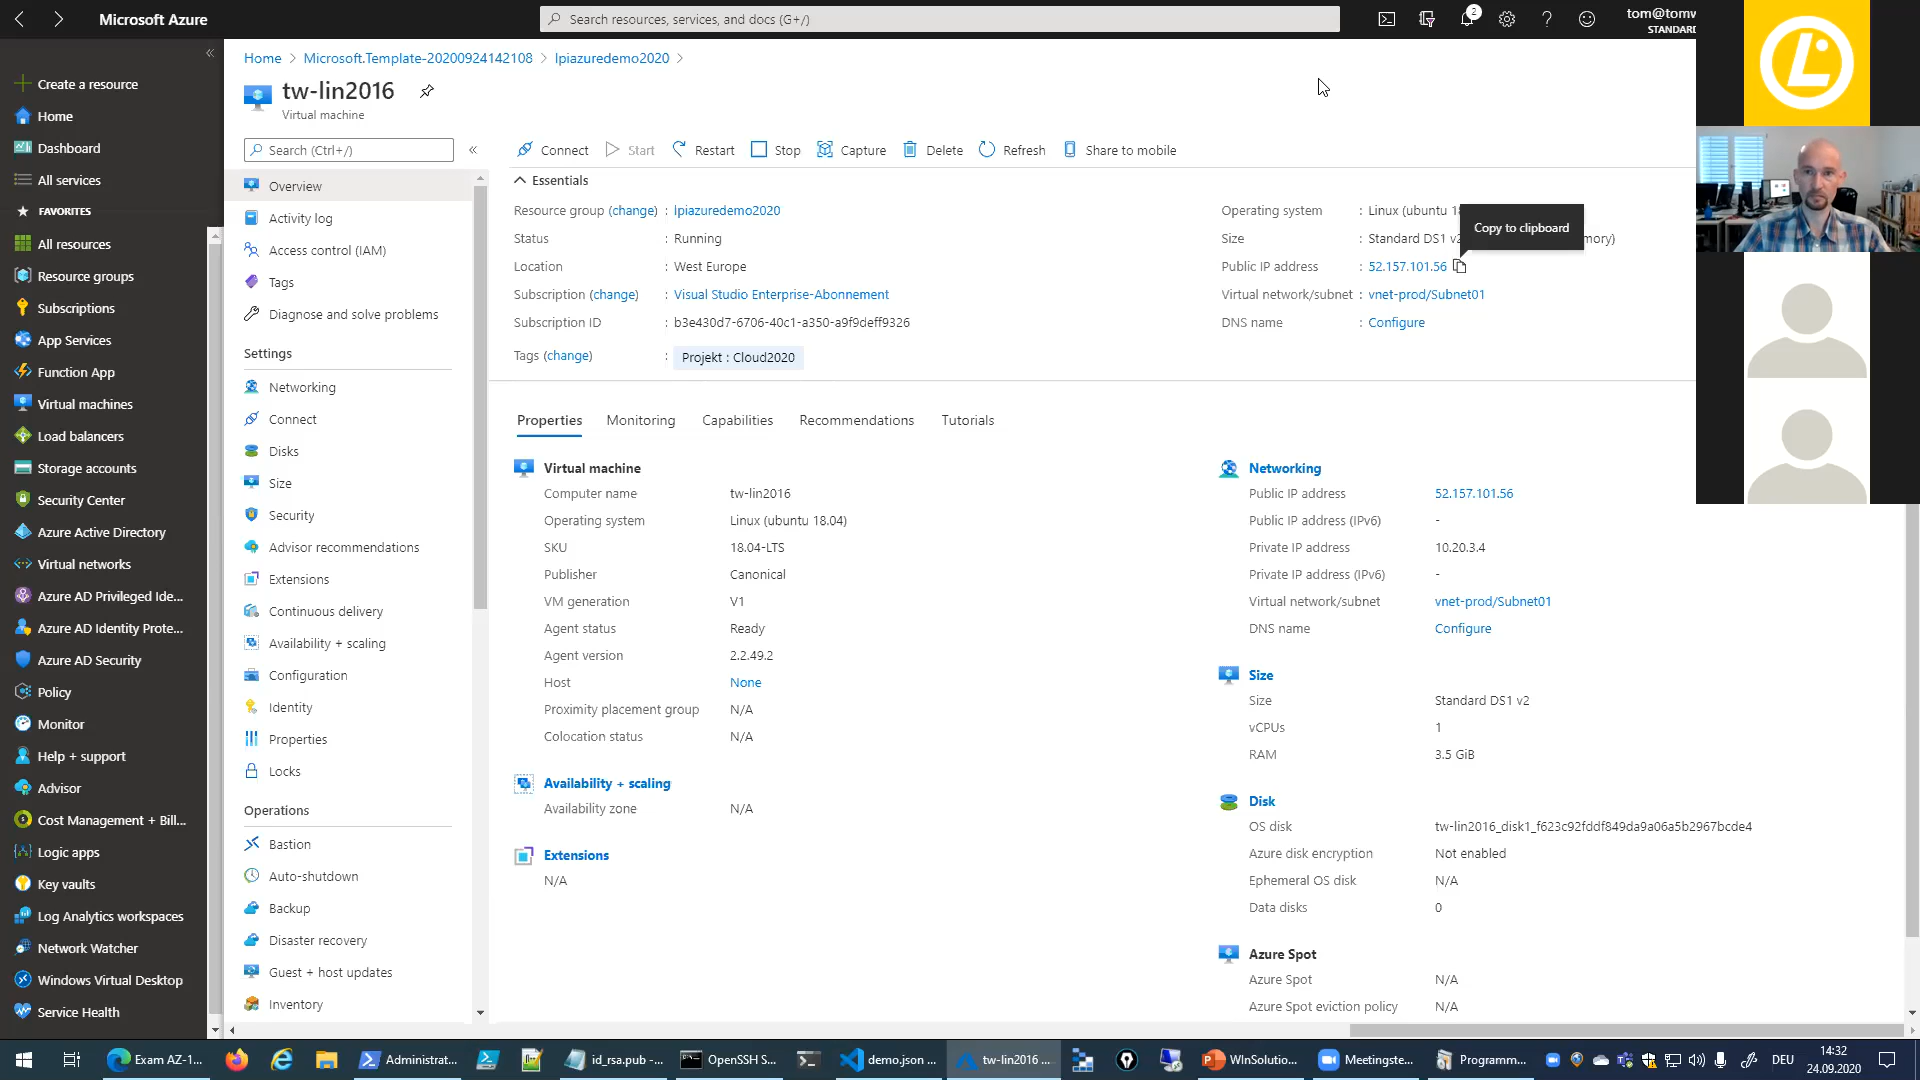 Microsoft Azure
Search resources, services, and docs (G+/)
2
tom@tomw
STANDARD
Create a resource
Home
Dashboard
All services
FAVORITES
All resources
Resource groups
Subscriptions
App Services
Function App
Virtual machines
Load balancers
Storage accounts
Security Center
Azure Active Directory
Virtual networks
Azure AD Privileged Ide...
Azure AD Identity Prote...
Azure AD Security
Policy
Monitor
Help + support
Advisor
Cost Management + Bill...
Logic apps
Key vaults
Log Analytics workspaces
Network Watcher
Windows Virtual Desktop
Service Health
Home > Microsoft.Template-20200924142108 > lpiazuredemo2020 >
tw-lin2016
Virtual machine
Search (Ctrl+/)
Overview
Activity log
Access control (IAM)
Tags
Diagnose and solve problems
Settings
Networking
Connect
Disks
Size
Security
Advisor recommendations
Extensions
Continuous delivery
Availability + scaling
Configuration
Identity
Properties
Locks
Operations
Bastion
Auto-shutdown
Backup
Disaster recovery
Guest + host updates
Inventory
Connect Start Restart Stop Capture Delete Refresh Share to mobile
Essentials
Resource group (change) : lpiazuredemo2020
Status : Running
Location : West Europe
Subscription (change) : Visual Studio Enterprise-Abonnement
Subscription ID : b3e430d7-6706-40c1-a350-a9f9deff9326
Tags (change) : Projekt : Cloud2020
Operating system : Linux (ubuntu 18
Size : Standard DS1 v2 mory)
Public IP address : 52.157.101.56
Virtual network/subnet : vnet-prod/Subnet01
DNS name : Configure
Copy to clipboard
Properties Monitoring Capabilities Recommendations Tutorials
Virtual machine
Computer name tw-lin2016
Operating system Linux (ubuntu 18.04)
SKU 18.04-LTS
Publisher Canonical
VM generation V1
Agent status Ready
Agent version 2.2.49.2
Host None
Proximity placement group N/A
Colocation status N/A
Availability + scaling
Availability zone N/A
Extensions
N/A
Networking
Public IP address 52.157.101.56
Public IP address (IPv6) -
Private IP address 10.20.3.4
Private IP address (IPv6) -
Virtual network/subnet vnet-prod/Subnet01
DNS name Configure
Size
Size Standard DS1 v2
vCPUs 1
RAM 3.5 GiB
Disk
OS disk tw-lin2016_disk1_f623c92fddf849da9a06a5b2967bcde4
Azure disk encryption Not enabled
Ephemeral OS disk N/A
Data disks 0
Azure Spot
Azure Spot N/A
Azure Spot eviction policy N/A
L
Exam AZ-1...
Administrat...
id_rsa.pub -...
OpenSSH S...
demo.json ...
tw-lin2016 ...
WInSolutio...
Meetingste...
Programm...
DEU
14:32
24.09.2020